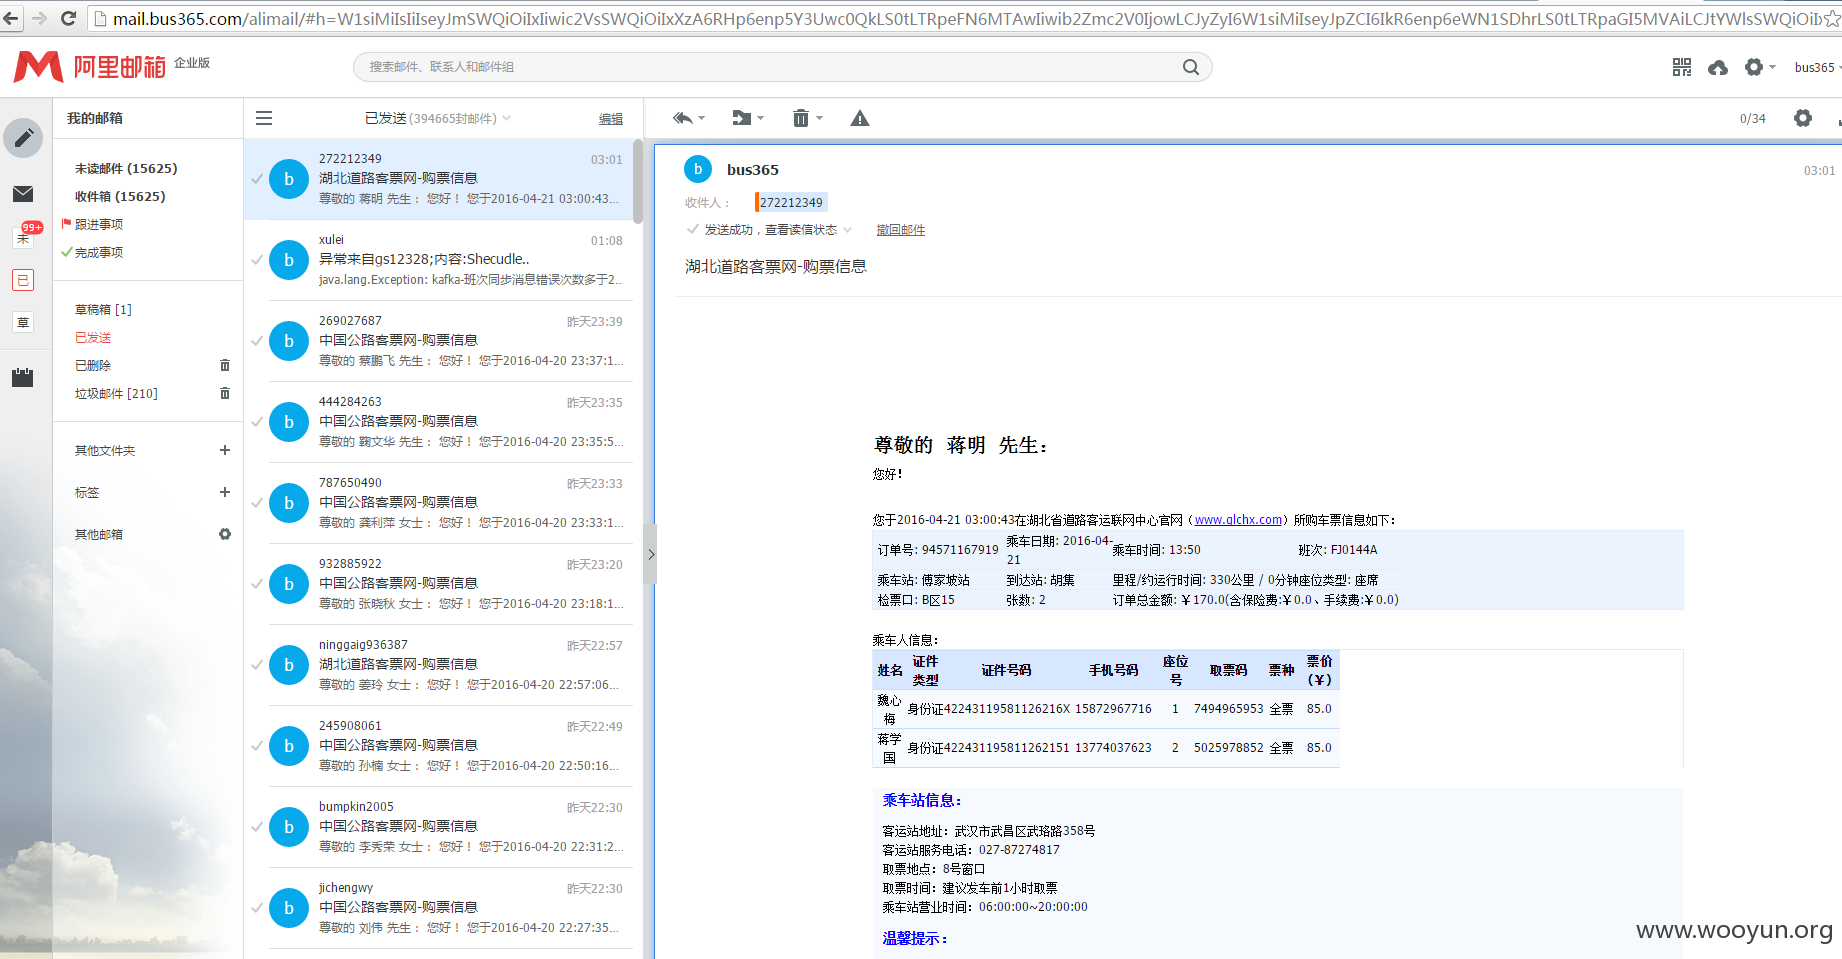 mail.bus365.com/alimail/#h=W1siMiIsIiIseyJmSWQiOiIxIiwic2VsSWQiOiIxXzA6RHp6enp5Y3Uwc0QkLS0tLTRpeFN6MTAwIiwib2Zmc2V0IjowLCJyZyI6W1siMiIseyJpZCI6IkR6enp6eWN1SDhrLS0tLTRpaGI5MVAiLCJtYWlsSWQiOiIx
阿里邮箱 企业版
搜索邮件、联系人和邮件组
bus365
我的邮箱
已发送 (394665封邮件)
编辑
0/34
未读邮件 (15625)
收件箱 (15625)
跟进事项
完成事项
99+
未
已
草
草稿箱 [1]
已发送
已删除
垃圾邮件 [210]
其他文件夹
标签
其他邮箱
272212349 03:01
湖北道路客票网-购票信息
尊敬的 蒋明 先生： 您好！ 您于2016-04-21 03:00:43...
xulei 01:08
异常来自gs12328;内容:Shecudle..
java.lang.Exception: kafka-班次同步消息错误次数多于2...
269027687 昨天23:39
中国公路客票网-购票信息
尊敬的 蔡鹏飞 先生： 您好！ 您于2016-04-20 23:37:1...
444284263 昨天23:35
中国公路客票网-购票信息
尊敬的 鞠文华 先生： 您好！ 您于2016-04-20 23:35:5...
787650490 昨天23:33
中国公路客票网-购票信息
尊敬的 龚利萍 女士： 您好！ 您于2016-04-20 23:33:1...
932885922 昨天23:20
中国公路客票网-购票信息
尊敬的 张晓秋 女士： 您好！ 您于2016-04-20 23:18:1...
ninggaig936387 昨天22:57
湖北道路客票网-购票信息
尊敬的 姜玲 女士： 您好！ 您于2016-04-20 22:57:06...
245908061 昨天22:49
中国公路客票网-购票信息
尊敬的 孙楠 女士： 您好！ 您于2016-04-20 22:50:16...
bumpkin2005 昨天22:30
中国公路客票网-购票信息
尊敬的 李秀荣 女士： 您好！ 您于2016-04-20 22:31:2...
jichengwy 昨天22:30
中国公路客票网-购票信息
尊敬的 刘伟 先生： 您好！ 您于2016-04-20 22:27:35...
b bus365 03:01
收件人： 272212349
发送成功，查看读信状态 撤回邮件
湖北道路客票网-购票信息
尊敬的 蒋明 先生：
您好！
您于2016-04-21 03:00:43在湖北省道路客运联网中心官网（www.qlchx.com）所购车票信息如下：
订单号: 94571167919 乘车日期: 2016-04-21 乘车时间: 13:50 班次: FJ0144A
乘车站: 傅家坡站 到达站: 胡集 里程/约运行时间: 330公里 / 0分钟座位类型: 座席
检票口: B区15 张数: 2 订单总金额: ￥170.0(含保险费:￥0.0、手续费:￥0.0)
乘车人信息：
姓名 证件类型 证件号码 手机号码 座位号 取票码 票种 票价(￥)
魏心梅 身份证 42243119581126216X 15872967716 1 7494965953 全票 85.0
蒋学国 身份证 422431195811262151 13774037623 2 5025978852 全票 85.0
乘车站信息：
客运站地址：武汉市武昌区武珞路358号
客运站服务电话：027-87274817
取票地点：8号窗口
取票时间：建议发车前1小时取票
乘车站营业时间：06:00:00~20:00:00
温馨提示：
www.wooyun.org